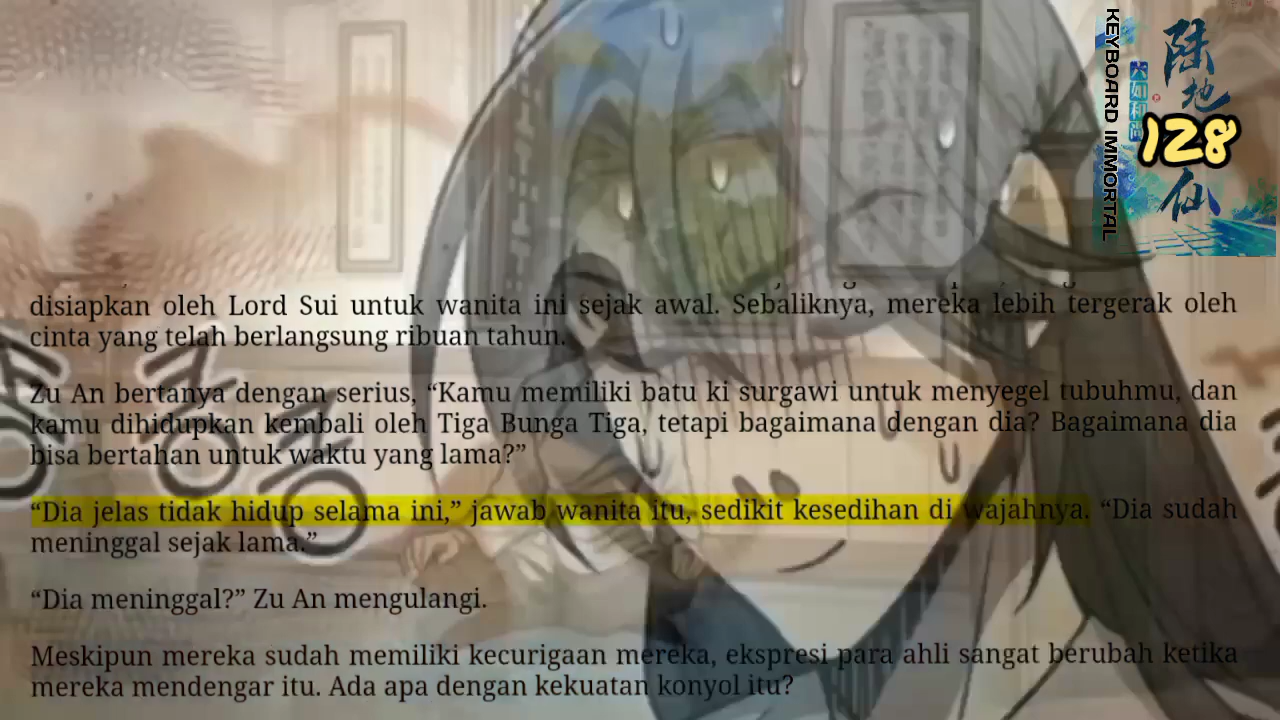 KEYBOARD IMMORTAL
陆地
仙
128
disiapkan oleh Lord Sui untuk wanita ini sejak awal. Sebaliknya, mereka lebih tergerak oleh
cinta yang telah berlangsung ribuan tahun.
Zu An bertanya dengan serius, “Kamu memiliki batu ki surgawi untuk menyegel tubuhmu, dan
kamu dihidupkan kembali oleh Tiga Bunga Tiga, tetapi bagaimana dengan dia? Bagaimana dia
bisa bertahan untuk waktu yang lama?”
“Dia jelas tidak hidup selama ini,” jawab wanita itu, sedikit kesedihan di wajahnya. “Dia sudah
meninggal sejak lama.”
“Dia meninggal?” Zu An mengulangi.
Meskipun mereka sudah memiliki kecurigaan mereka, ekspresi para ahli sangat berubah ketika
mereka mendengar itu. Ada apa dengan kekuatan konyol itu?